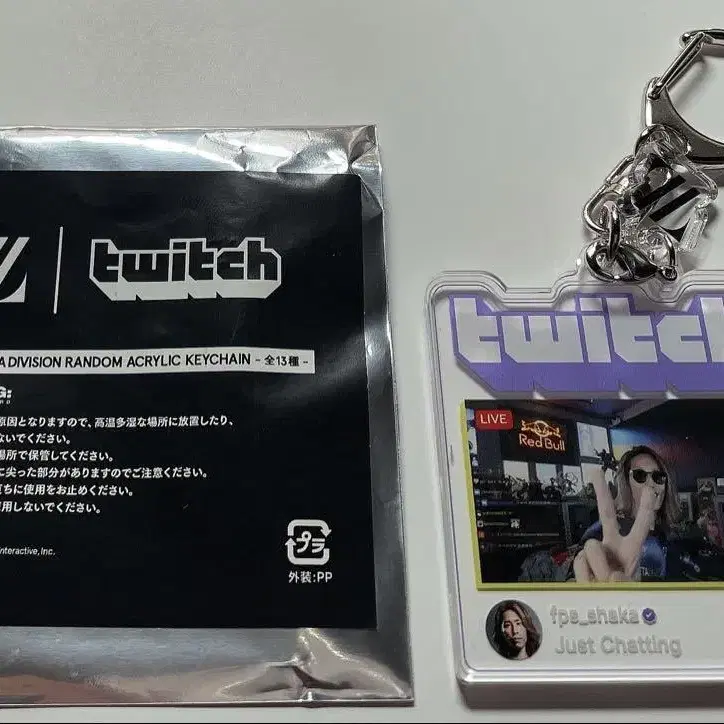 twitch
A DIVISION RANDOM ACRYLIC KEYCHAIN - 全13種 -
G:
原因となりますので、高温多湿な場所に放置したり、
ないでください。
場所で保管してください。
に尖った部分がありますのでご注意ください。
直ちに使用をお止めください。
用しないでください。
nteractive, Inc.
プラ
外装:PP
twitch
LIVE
Red Bull
fps_shaka
Just Chatting